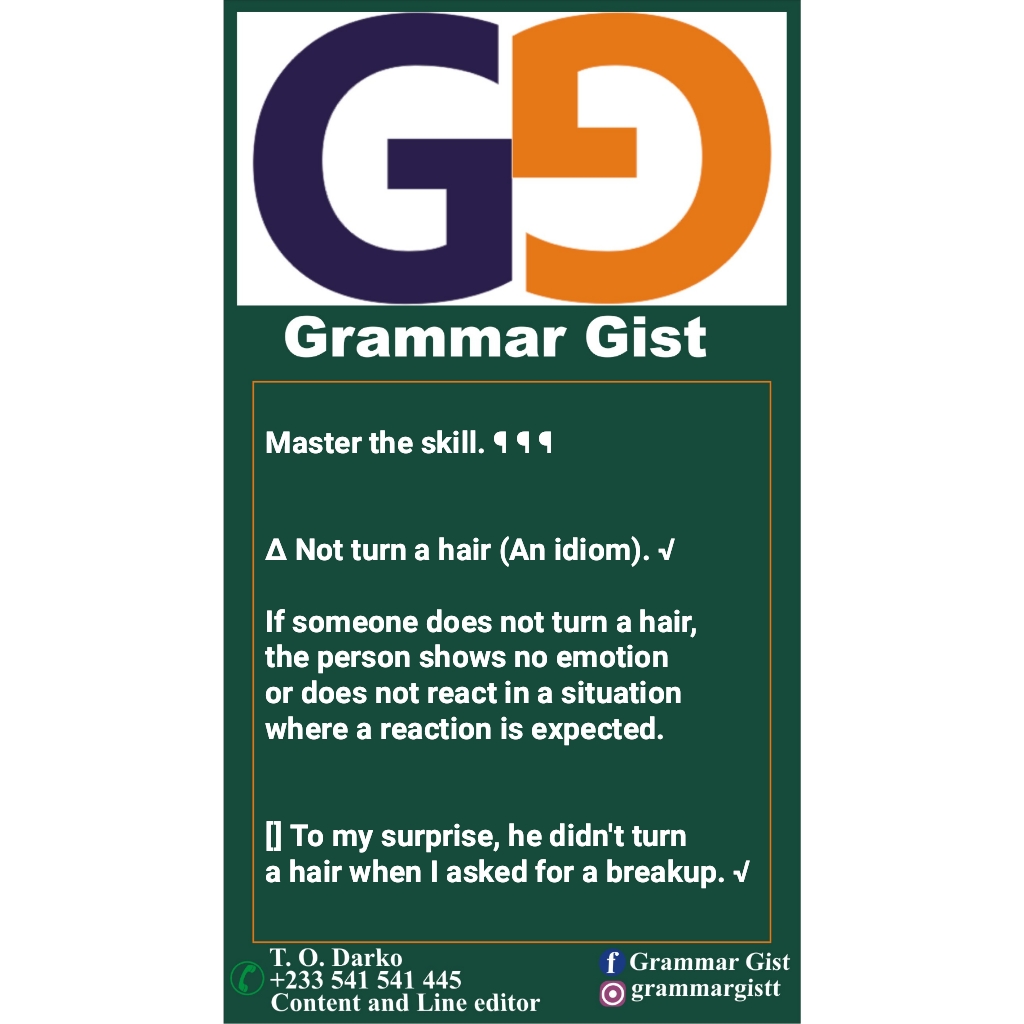 GG
Grammar Gist
Master the skill. ¶ ¶ ¶
Δ Not turn a hair (An idiom). √
If someone does not turn a hair,
the person shows no emotion
or does not react in a situation
where a reaction is expected.
[] To my surprise, he didn't turn
a hair when I asked for a breakup. √
T. O. Darko
+233 541 541 445
Content and Line editor
f Grammar Gist
grammargistt